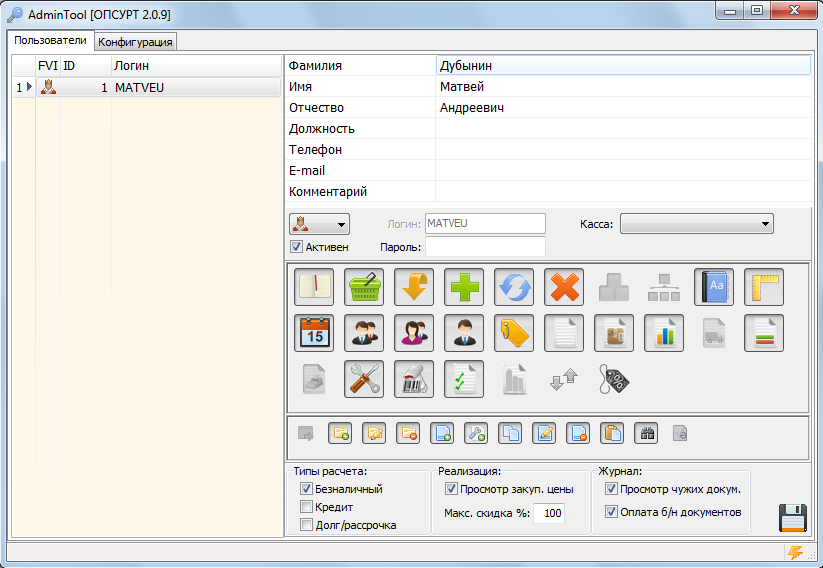 AdminTool [ОПСУРТ 2.0.9]
Пользователи Конфигурация
FVI ID Логин
1 1 MATVEU
Фамилия Дубынин
Имя Матвей
Отчество Андреевич
Должность
Телефон
E-mail
Комментарий
Логин: MATVEU Касса:
Активен Пароль:
Aa
15
%
Типы расчета: Реализация: Журнал:
Безналичный Просмотр закуп. цены Просмотр чужих докум.
Кредит Макс. скидка %: 100 Оплата б/н документов
Долг/рассрочка